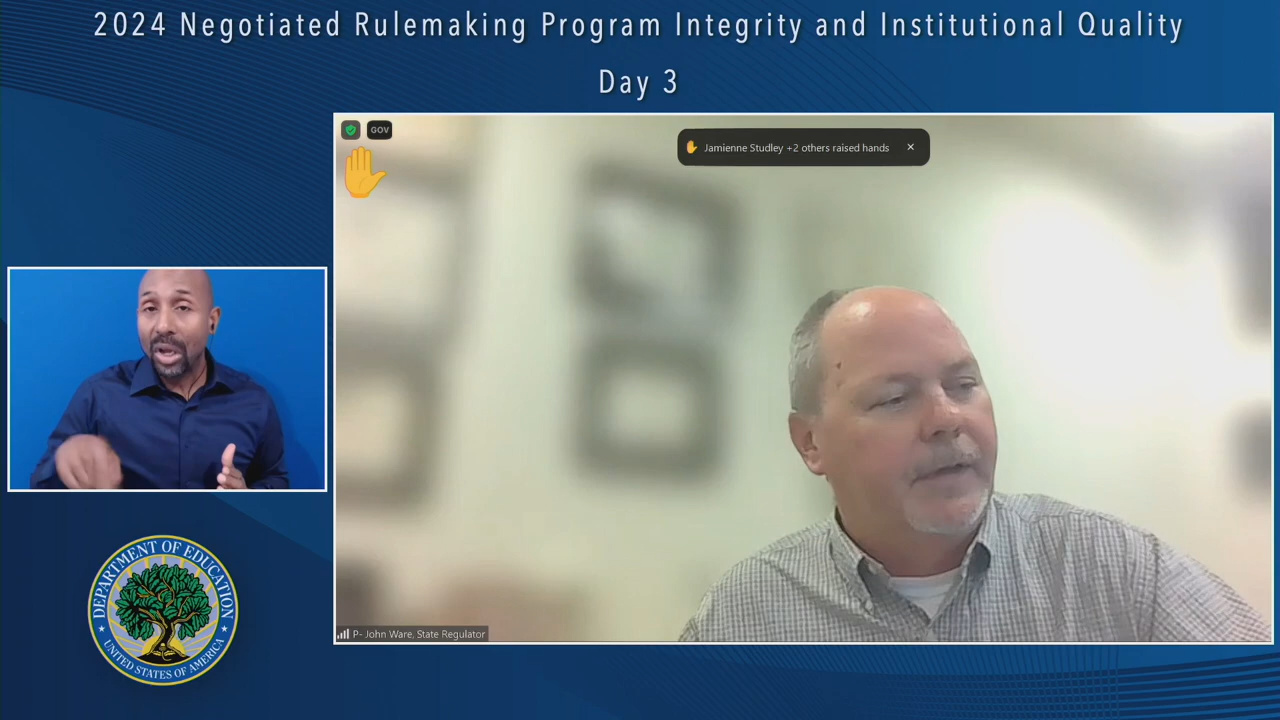 2024 Negotiated Rulemaking Program Integrity and Institutional Quality
Day 3
GOV
Jamienne Studley +2 others raised hands
P- John Ware, State Regulator
DEPARTMENT OF EDUCATION
UNITED STATES OF AMERICA